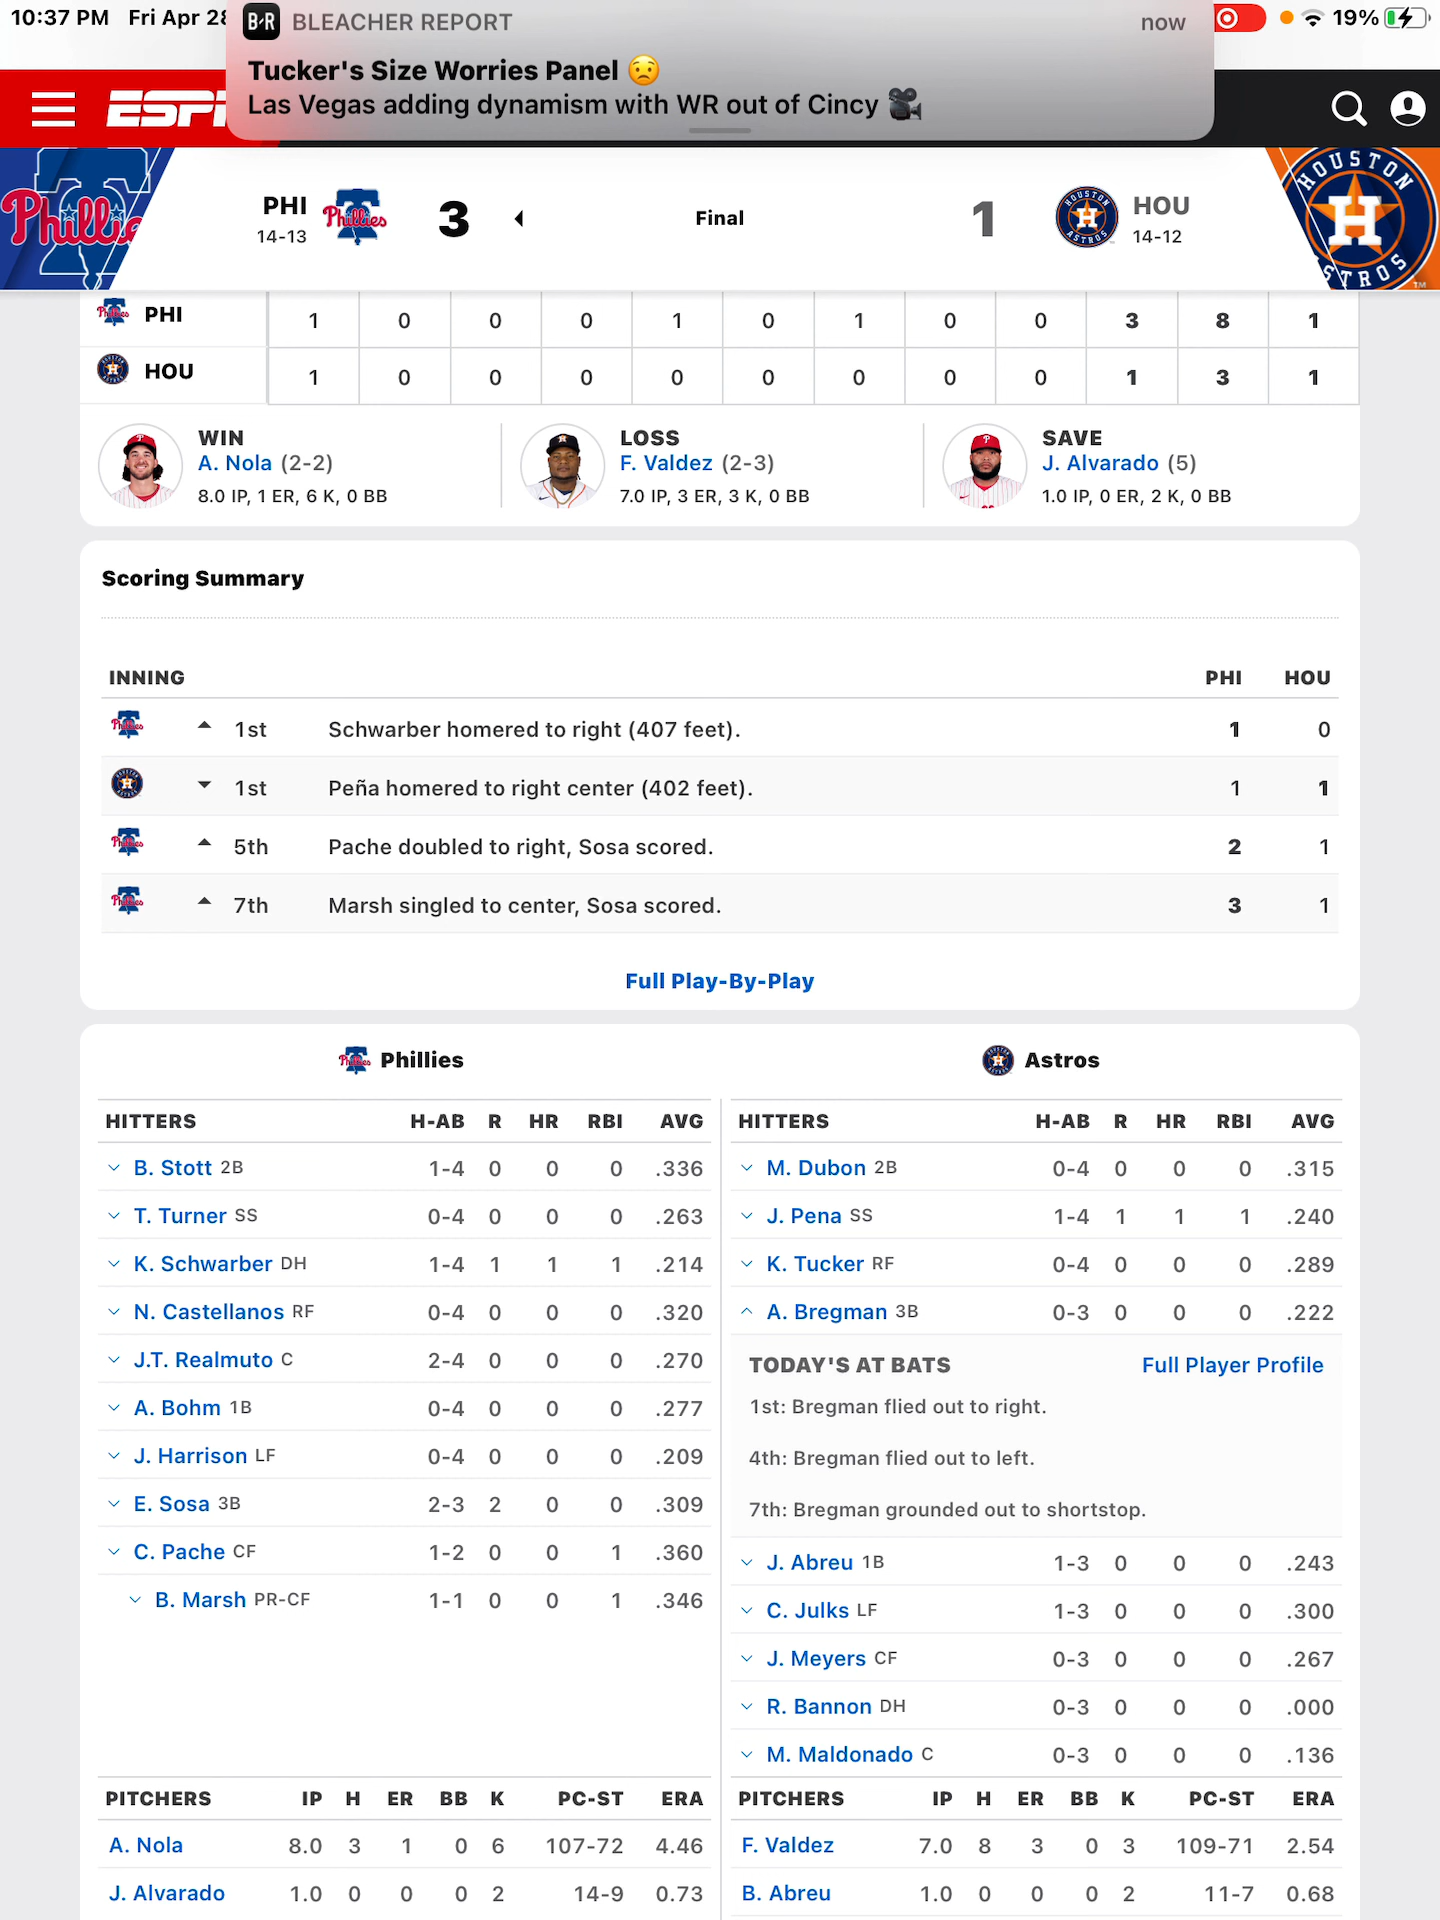 10:37 PM Fri Apr 28
19%
BLEACHER REPORT now
Tucker's Size Worries Panel 😟
Las Vegas adding dynamism with WR out of Cincy 🎥
PHI 14-13 3 Final 1 HOU 14-12
PHI 1 0 0 0 1 0 1 0 0 3 8 1
HOU 1 0 0 0 0 0 0 0 0 1 3 1
WIN
A. Nola (2-2)
8.0 IP, 1 ER, 6 K, 0 BB
LOSS
F. Valdez (2-3)
7.0 IP, 3 ER, 3 K, 0 BB
SAVE
J. Alvarado (5)
1.0 IP, 0 ER, 2 K, 0 BB
Scoring Summary
INNING PHI HOU
1st Schwarber homered to right (407 feet). 1 0
1st Peña homered to right center (402 feet). 1 1
5th Pache doubled to right, Sosa scored. 2 1
7th Marsh singled to center, Sosa scored. 3 1
Full Play-By-Play
Phillies
HITTERS H-AB R HR RBI AVG
B. Stott 2B 1-4 0 0 0 .336
T. Turner SS 0-4 0 0 0 .263
K. Schwarber DH 1-4 1 1 1 .214
N. Castellanos RF 0-4 0 0 0 .320
J.T. Realmuto C 2-4 0 0 0 .270
A. Bohm 1B 0-4 0 0 0 .277
J. Harrison LF 0-4 0 0 0 .209
E. Sosa 3B 2-3 2 0 0 .309
C. Pache CF 1-2 0 0 1 .360
B. Marsh PR-CF 1-1 0 0 1 .346
PITCHERS IP H ER BB K PC-ST ERA
A. Nola 8.0 3 1 0 6 107-72 4.46
J. Alvarado 1.0 0 0 0 2 14-9 0.73
Astros
HITTERS H-AB R HR RBI AVG
M. Dubon 2B 0-4 0 0 0 .315
J. Pena SS 1-4 1 1 1 .240
K. Tucker RF 0-4 0 0 0 .289
A. Bregman 3B 0-3 0 0 0 .222
TODAY'S AT BATS Full Player Profile
1st: Bregman flied out to right.
4th: Bregman flied out to left.
7th: Bregman grounded out to shortstop.
J. Abreu 1B 1-3 0 0 0 .243
C. Julks LF 1-3 0 0 0 .300
J. Meyers CF 0-3 0 0 0 .267
R. Bannon DH 0-3 0 0 0 .000
M. Maldonado C 0-3 0 0 0 .136
PITCHERS IP H ER BB K PC-ST ERA
F. Valdez 7.0 8 3 0 3 109-71 2.54
B. Abreu 1.0 0 0 0 2 11-7 0.68